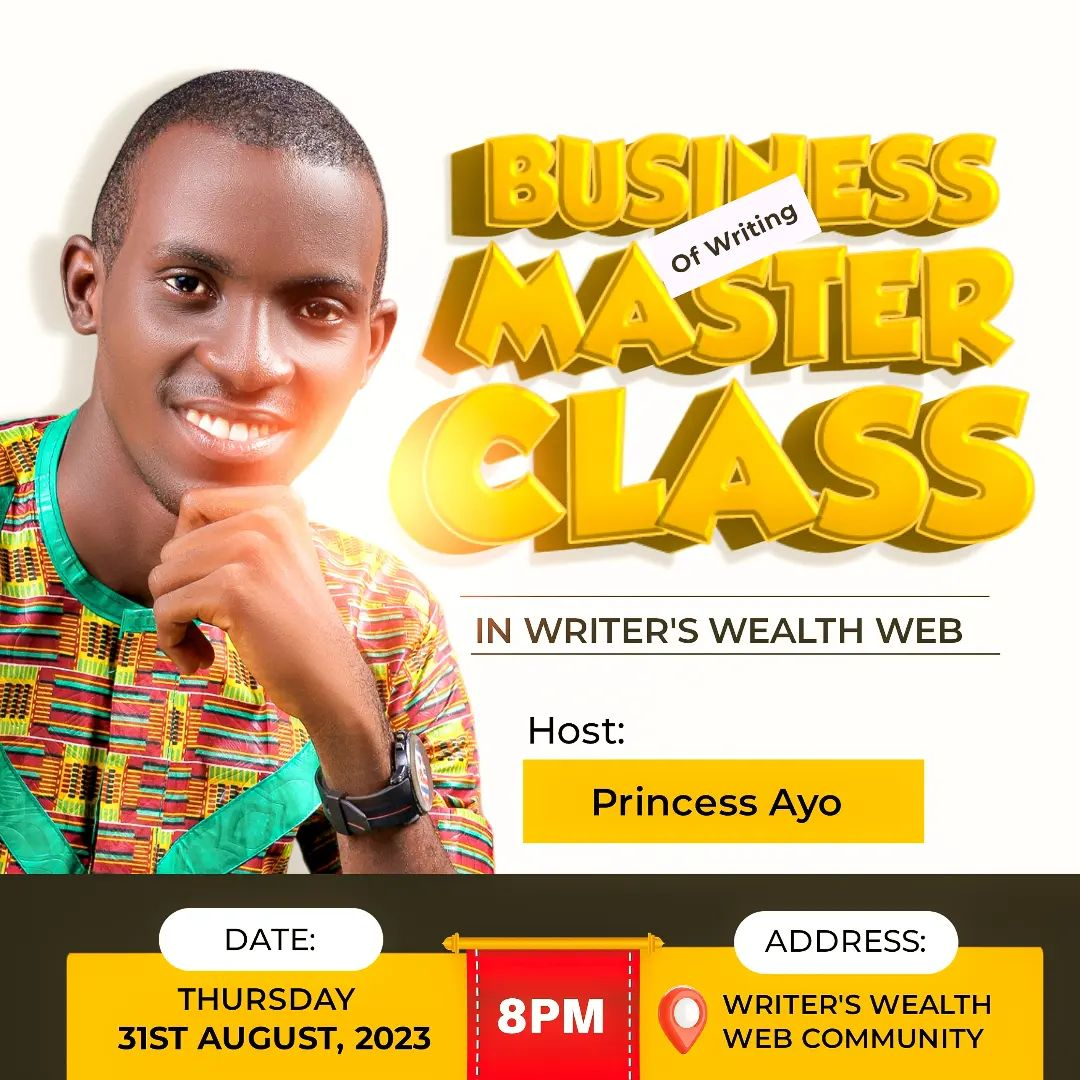 BUSINESS
Of Writing
MASTER
CLASS
IN WRITER'S WEALTH WEB
Host:
Princess Ayo
DATE:
THURSDAY
31ST AUGUST, 2023
8PM
ADDRESS:
WRITER'S WEALTH
WEB COMMUNITY